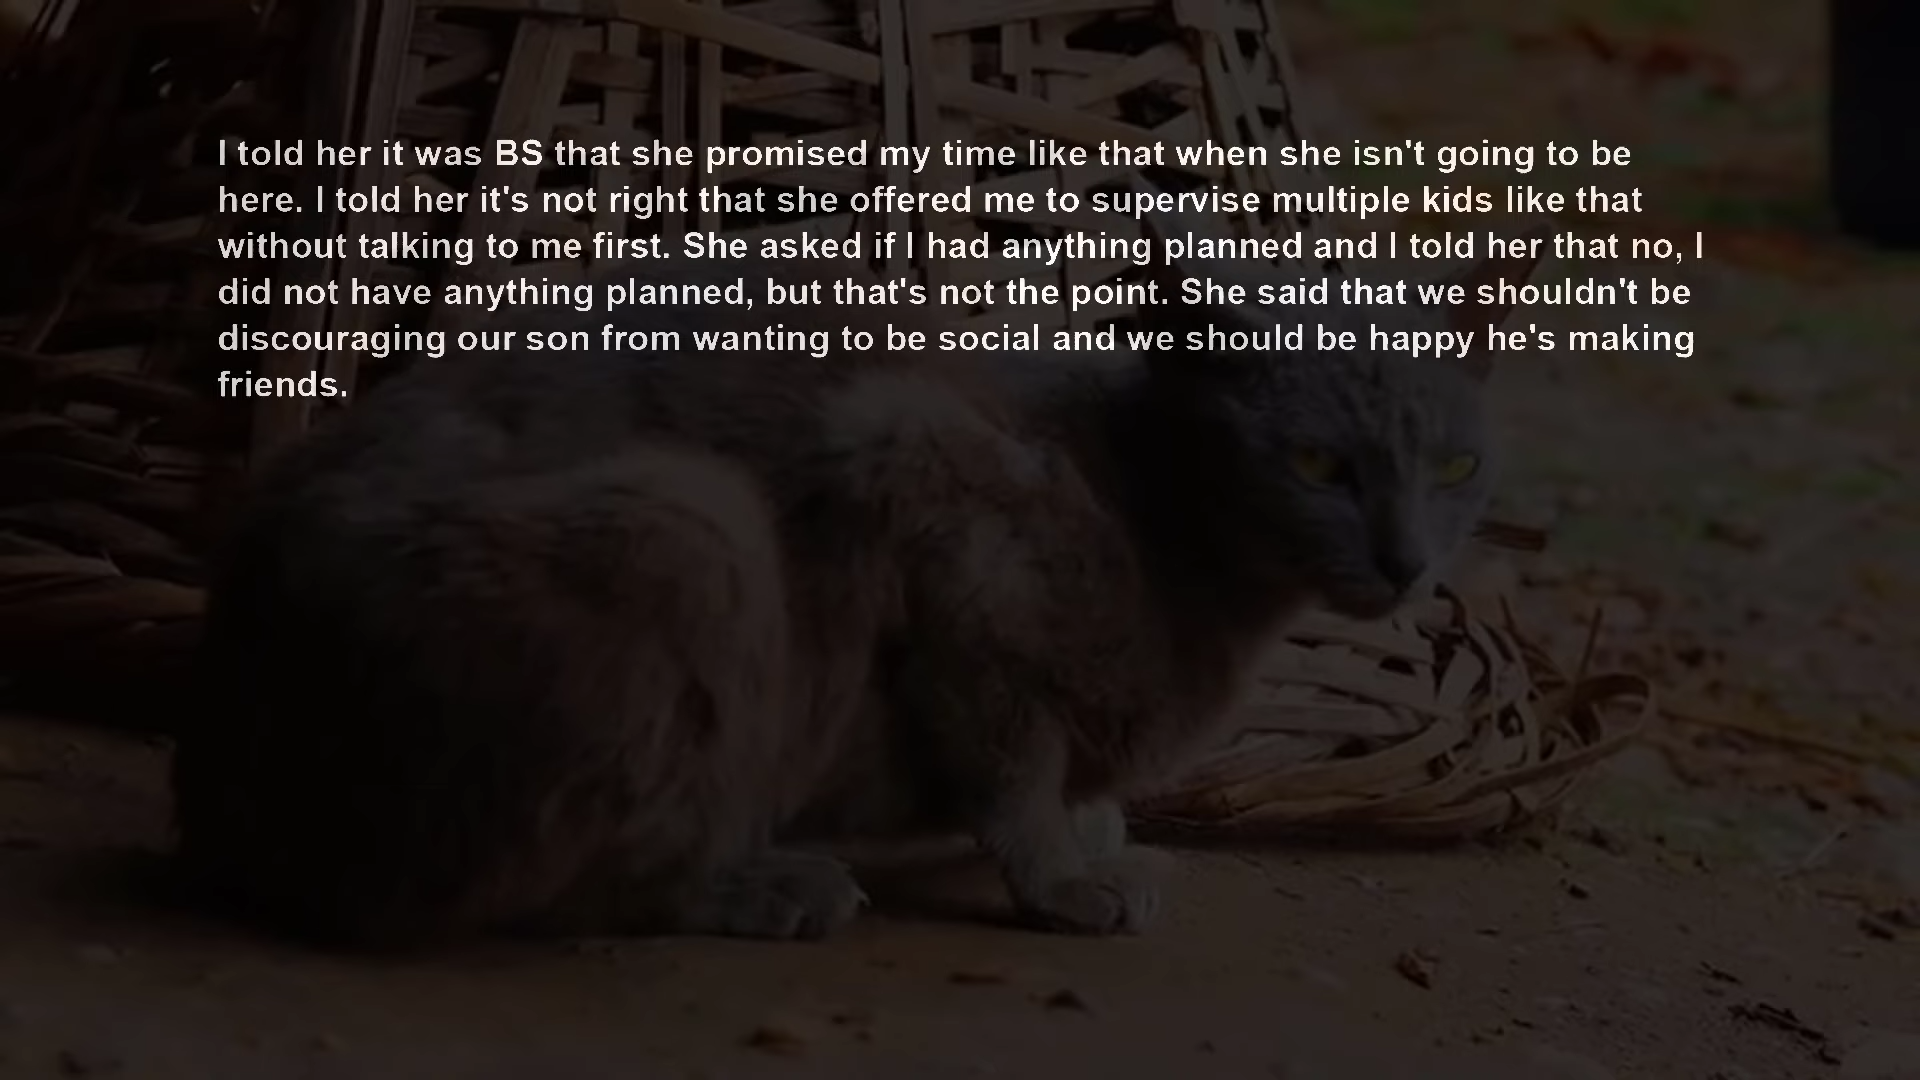 I told her it was BS that she promised my time like that when she isn't going to be
here. I told her it's not right that she offered me to supervise multiple kids like that
without talking to me first. She asked if I had anything planned and I told her that no, I
did not have anything planned, but that's not the point. She said that we shouldn't be
discouraging our son from wanting to be social and we should be happy he's making
friends.